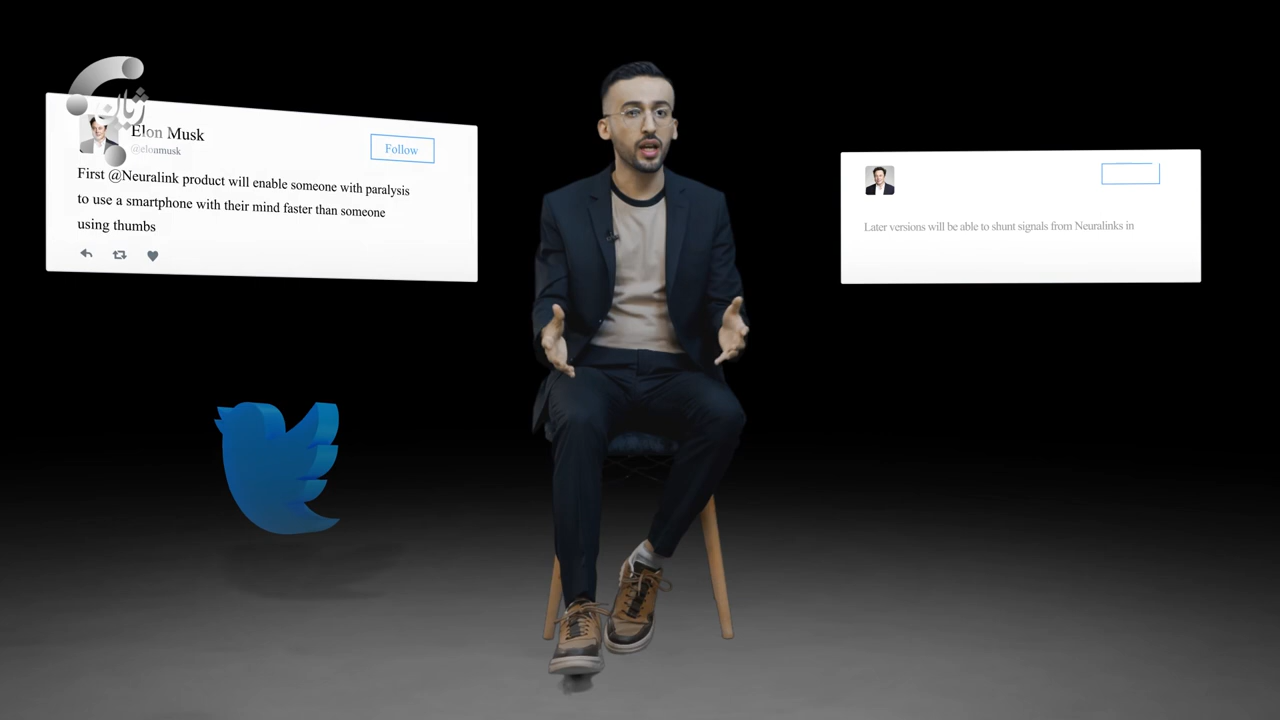 ژیان
Elon Musk
@elonmusk
Follow
First @Neuralink product will enable someone with paralysis
to use a smartphone with their mind faster than someone
using thumbs
Later versions will be able to shunt signals from Neuralinks in